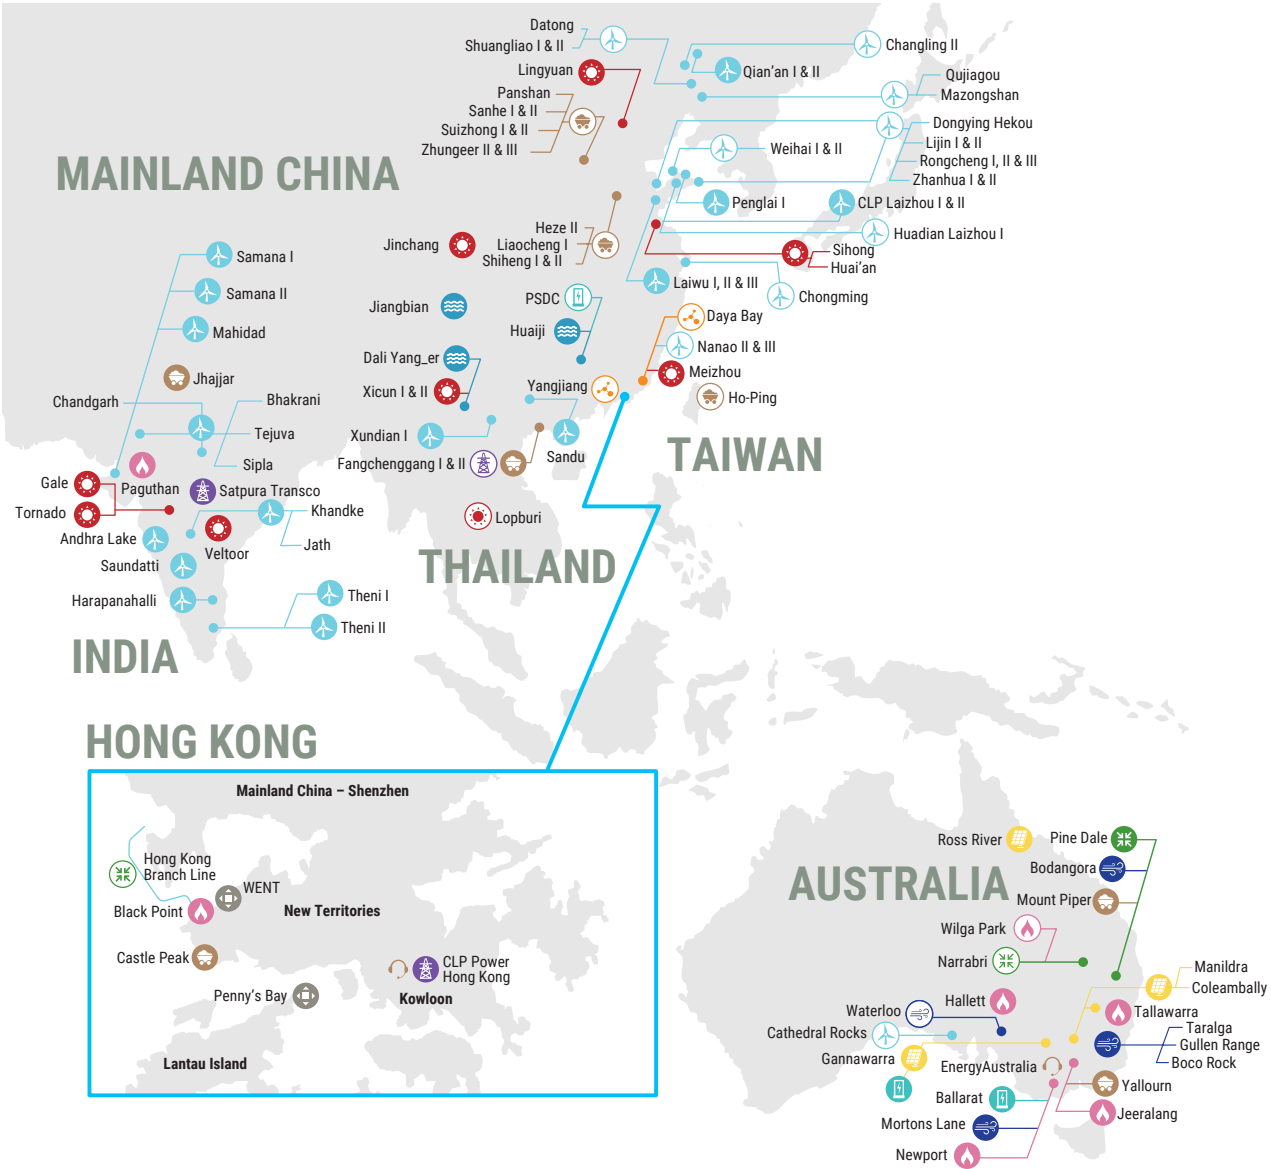 Datong
Shuangliao I & II
Changling II
Lingyuan
Qian'an I & II
Qujiagou
Mazongshan
Panshan
Sanhe I & II
Suizhong I & II
Zhungeer II & III
Dongying Hekou
Lijin I & II
Rongcheng I, II & III
Zhanhua I & II
Weihai I & II
MAINLAND CHINA
Penglai I
CLP Laizhou I & II
Huadian Laizhou I
Heze II
Liaocheng I
Shiheng I & II
Jinchang
Sihong
Huai'an
Samana I
Samana II
Mahidad
Laiwu I, II & III
Chongming
Jiangbian
PSDC
Huaiji
Daya Bay
Nanao II & III
Meizhou
Dali Yang_er
Xicun I & II
Yangjiang
Ho-Ping
Jhajjar
Chandgarh
Bhakrani
Tejuva
Sipla
Xundian I
Sandu
Fangchenggang I & II
TAIWAN
Gale
Paguthan
Satpura Transco
Tornado
Khandke
Lopburi
Andhra Lake
Veltoor
Jath
Saundatti
THAILAND
Harapanahalli
Theni I
Theni II
INDIA
HONG KONG
Mainland China – Shenzhen
Hong Kong
Branch Line
WENT
Black Point
New Territories
Castle Peak
CLP Power
Hong Kong
Penny's Bay
Kowloon
Lantau Island
Ross River
Pine Dale
Bodangora
AUSTRALIA
Mount Piper
Wilga Park
Narrabri
Manildra
Coleambally
Hallett
Waterloo
Tallawarra
Cathedral Rocks
Taralga
Gullen Range
Boco Rock
Gannawarra
EnergyAustralia
Yallourn
Ballarat
Jeeralang
Mortons Lane
Newport